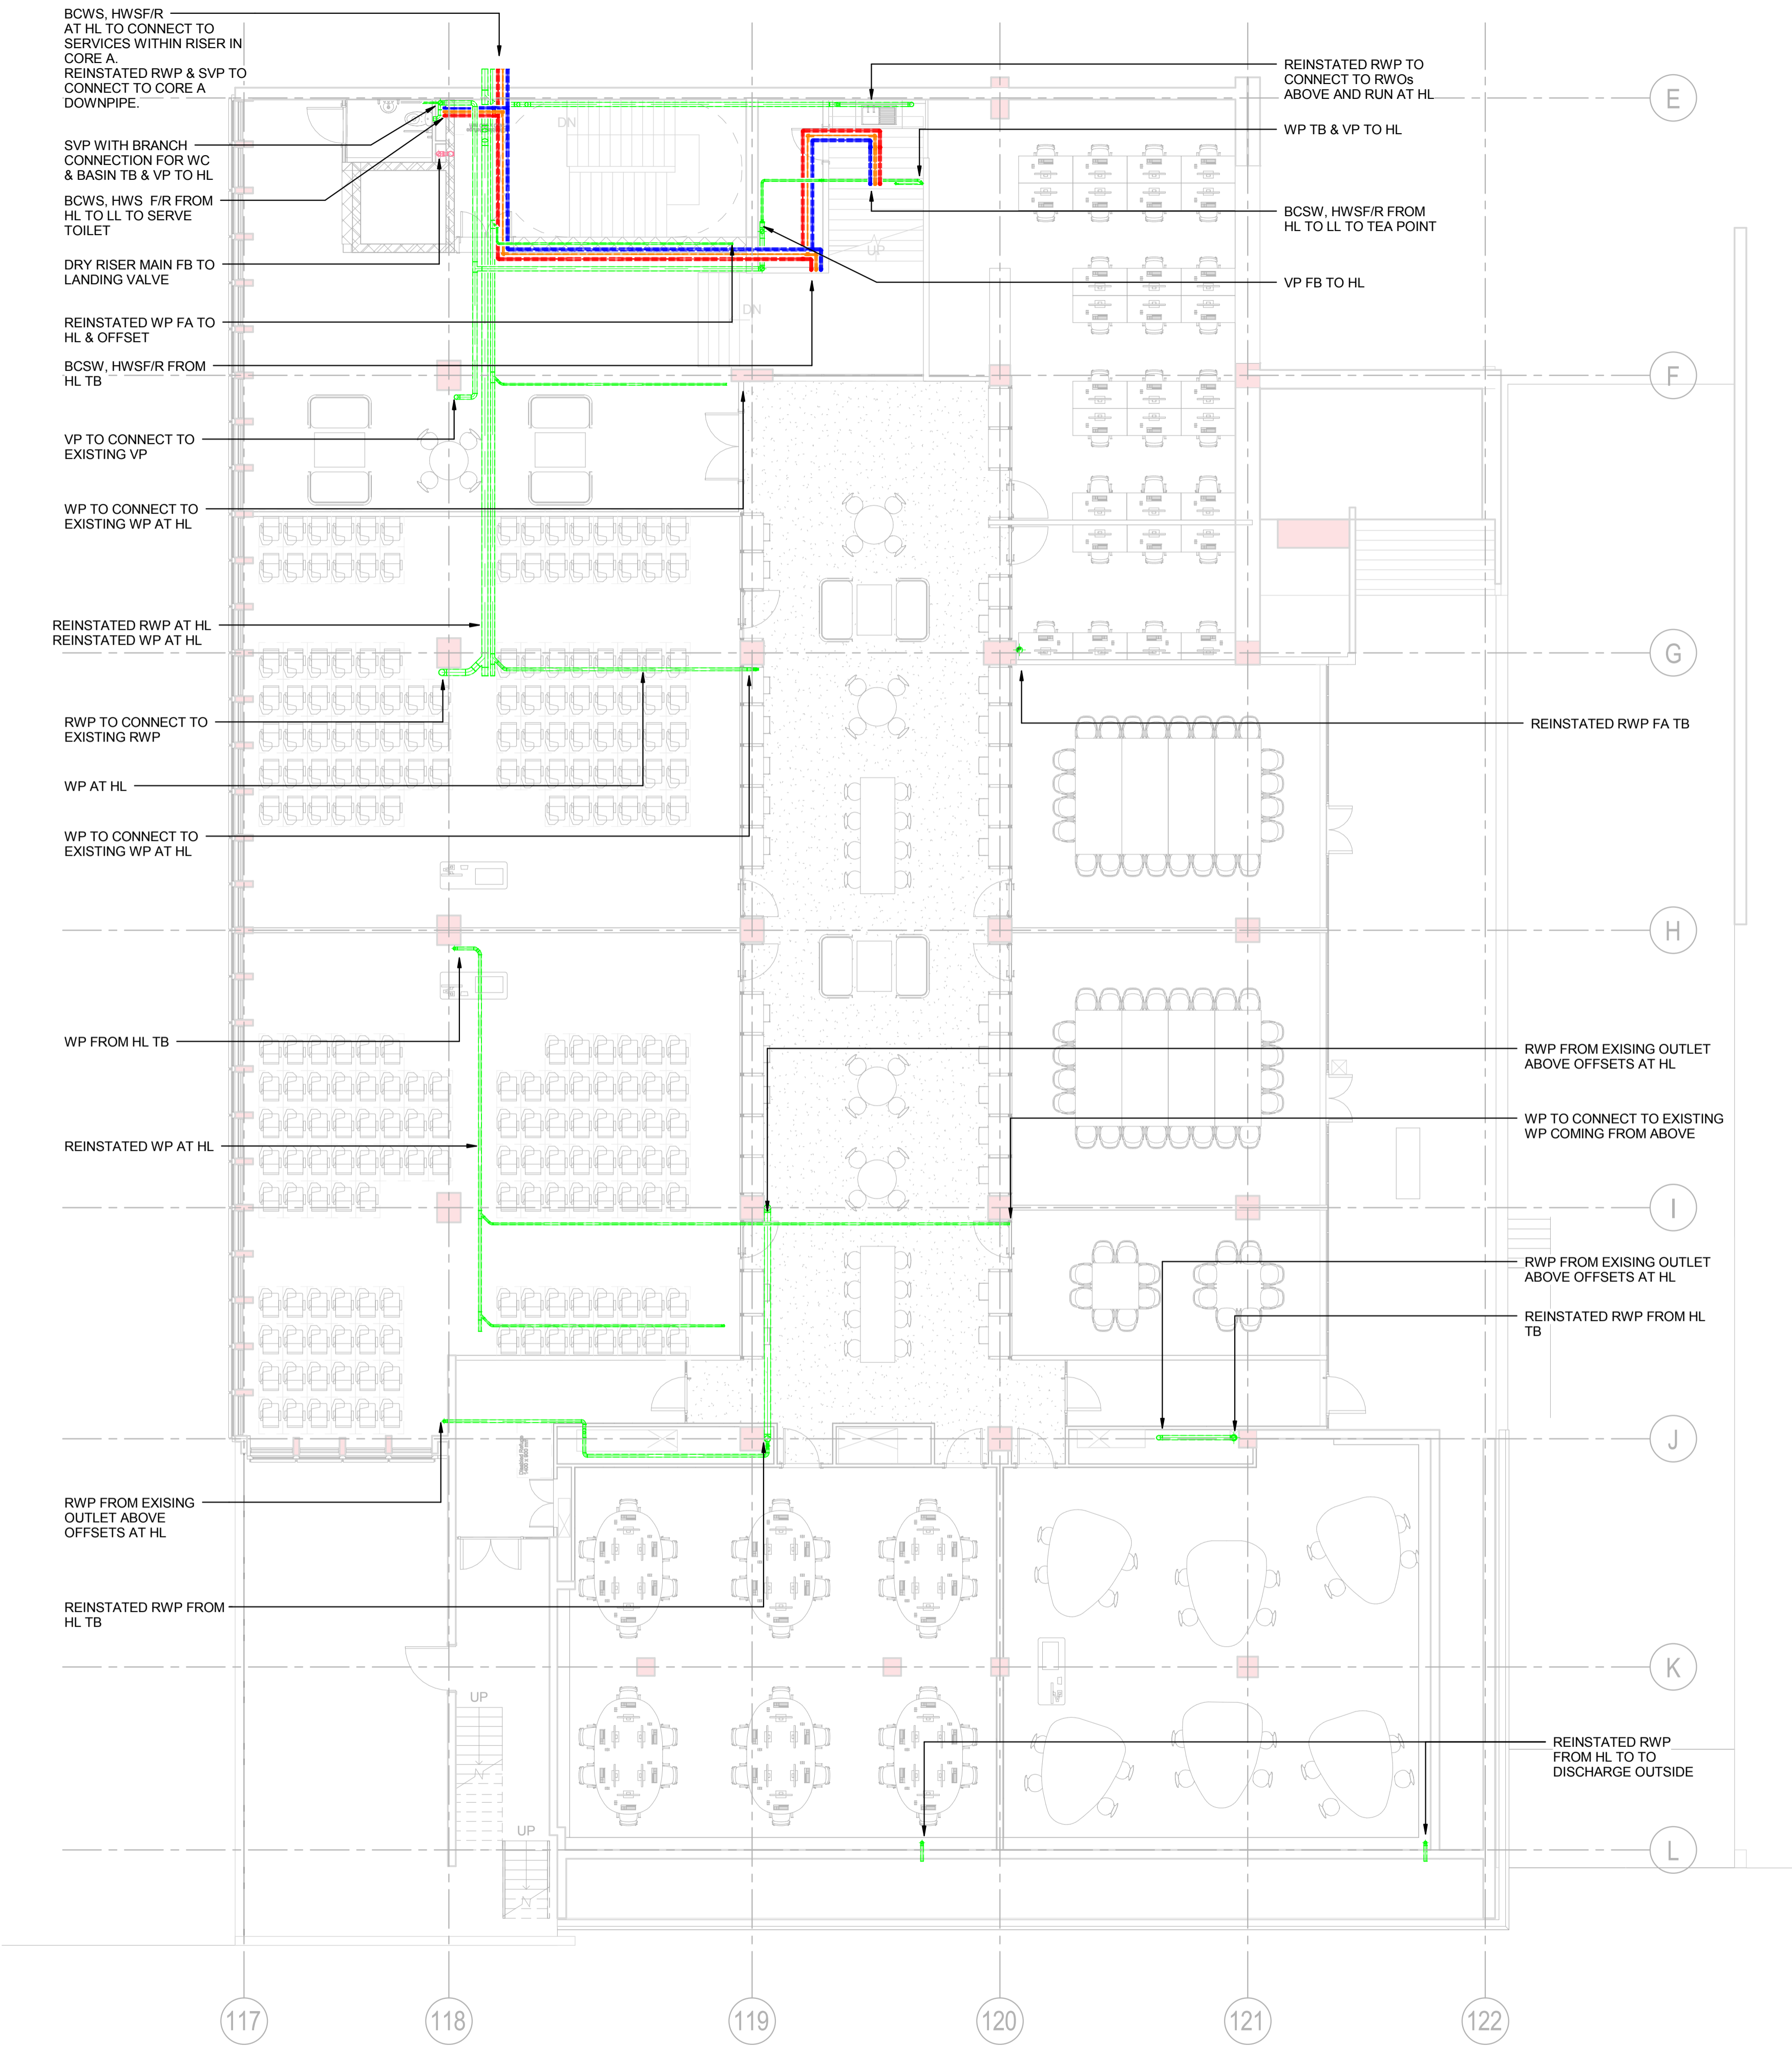 BCWS, HWSF/R
AT HL TO CONNECT TO
SERVICES WITHIN RISER IN
CORE A.
REINSTATED RWP & SVP TO
CONNECT TO CORE A
DOWNPIPE.
SVP WITH BRANCH
CONNECTION FOR WC
& BASIN TB & VP TO HL
BCWS, HWS F/R FROM
HL TO LL TO SERVE
TOILET
DRY RISER MAIN FB TO
LANDING VALVE
REINSTATED WP FA TO
HL & OFFSET
BCSW, HWSF/R FROM
HL TB
VP TO CONNECT TO
EXISTING VP
WP TO CONNECT TO
EXISTING WP AT HL
REINSTATED RWP AT HL
REINSTATED WP AT HL
RWP TO CONNECT TO
EXISTING RWP
WP AT HL
WP TO CONNECT TO
EXISTING WP AT HL
WP FROM HL TB
REINSTATED WP AT HL
RWP FROM EXISING
OUTLET ABOVE
OFFSETS AT HL
REINSTATED RWP FROM
HL TB
DN
DN
UP
Disabled Refuge
1400 x 900 mm
UP
UP
REINSTATED RWP TO
CONNECT TO RWOs
ABOVE AND RUN AT HL
WP TB & VP TO HL
BCSW, HWSF/R FROM
HL TO LL TO TEA POINT
VP FB TO HL
REINSTATED RWP FA TB
RWP FROM EXISING OUTLET
ABOVE OFFSETS AT HL
WP TO CONNECT TO EXISTING
WP COMING FROM ABOVE
RWP FROM EXISING OUTLET
ABOVE OFFSETS AT HL
REINSTATED RWP FROM HL
TB
REINSTATED RWP
FROM HL TO TO
DISCHARGE OUTSIDE
E
F
G
H
I
J
K
L
117
118
119
120
121
122